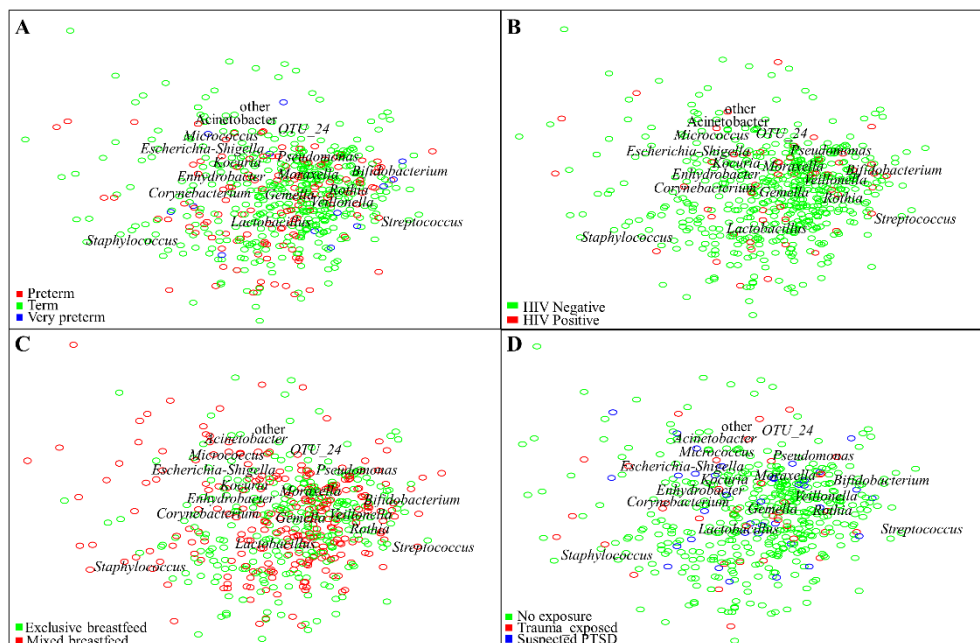 A
other
Acinetobacter
OTU_24
Micrococcus
Escherichia-Shigella
Pseudomonas
Kocuria
Moraxella
Bifidobacterium
Enhydrobacter
Corynebacterium
Gemella
Rothia
Veillonella
Lactobacillus
Streptococcus
Staphylococcus
Preterm
Term
Very preterm
B
other
Acinetobacter
Micrococcus
OTU_24
Escherichia-Shigella
Pseudomonas
Kocuria
Moraxella
Bifidobacterium
Enhydrobacter
Veillonella
Corynebacterium
Gemella
Rothia
Streptococcus
Lactobacillus
Staphylococcus
HIV Negative
HIV Positive
C
other
Acinetobacter
Micrococcus
OTU_24
Escherichia-Shigella
Pseudomonas
Kocuria
Moraxella
Enhydrobacter
Bifidobacterium
Corynebacterium
Gemella
Veillonella
Rothia
Lactobacillus
Streptococcus
Staphylococcus
Exclusive breastfeed
Mixed breastfeed
D
other
OTU_24
Acinetobacter
Micrococcus
Pseudomonas
Escherichia-Shigella
Kocuria
Moraxella
Bifidobacterium
Enhydrobacter
Veillonella
Corynebacterium
Gemella
Rothia
Lactobacillus
Streptococcus
Staphylococcus
No exposure
Trauma exposed
Suspected PTSD